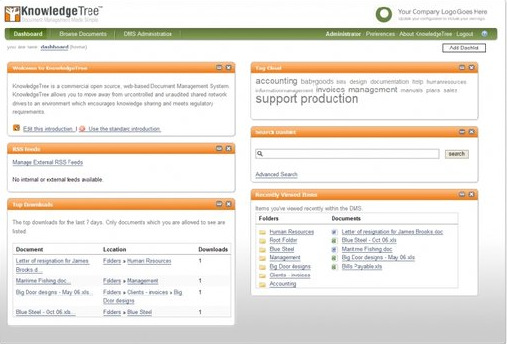 KnowledgeTree
Document Management Made Simple
Your Company Logo Goes Here
Dashboard
Browse Documents
DMS Administration
Administrator
Preferences
About KnowledgeTree
Logout
you are here: dashboard (home)
Add Dashlet
Welcome to KnowledgeTree
KnowledgeTree is a commercial open source, web-based Document Management System.
KnowledgeTree allows you to move away from uncontrolled and unaudited shared network
drives to an environment which encourages knowledge sharing and meets regulatory
requirements.
Edit this introduction. | Use the standard introduction.
RSS Feeds
Manage External RSS Feeds
No internal or external feeds available.
Top Downloads
The top downloads for the last 7 days. Only documents which you are allowed to see are
listed
Document Location Downloads
Letter of resignation for James Folders » Human Resources 1
Brooks d...
Maritime Fishing doc... Folders » Management 1
Big Door designs - May 06.xls... Folders » Clients - invoices » Big 1
Door designs
Blue Steel - Oct 06.xls... Folders » Blue Steel 1
Tag Cloud
accounting design documentation help humanresources
informationmanagement invoices management manuals plans sales
support production
Search Dashlet
search
Advanced Search
Recently Viewed Items
Items you've viewed recently within the DMS.
Folders Documents
Human Resources Letter of resignation for James Brooks doc
Root Folder Blue Steel - Oct 06.xls
Blue Steel Maritime Fishing doc
Management Big Door designs - May 06.xls
Big Door designs Bills Payable.xls
Clients - invoices
Accounting